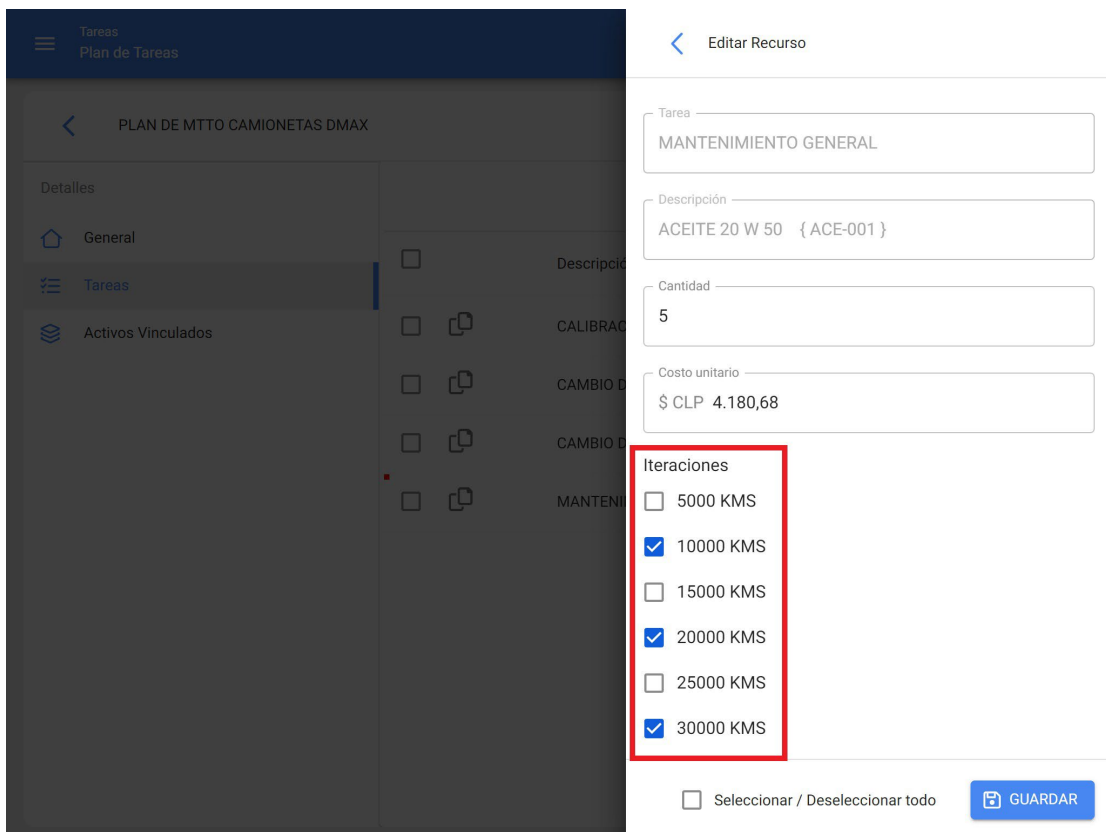 Tareas
Plan de Tareas
PLAN DE MTTO CAMIONETAS DMAX
Detalles
General
Tareas
Activos Vinculados
Descripció
CALIBRAC
CAMBIO D
CAMBIO D
MANTENI
Editar Recurso
Tarea
MANTENIMIENTO GENERAL
Descripción
ACEITE 20 W 50 { ACE-001 }
Cantidad
5
Costo unitario
$ CLP 4.180,68
Iteraciones
5000 KMS
10000 KMS
15000 KMS
20000 KMS
25000 KMS
30000 KMS
Seleccionar / Deseleccionar todo
GUARDAR